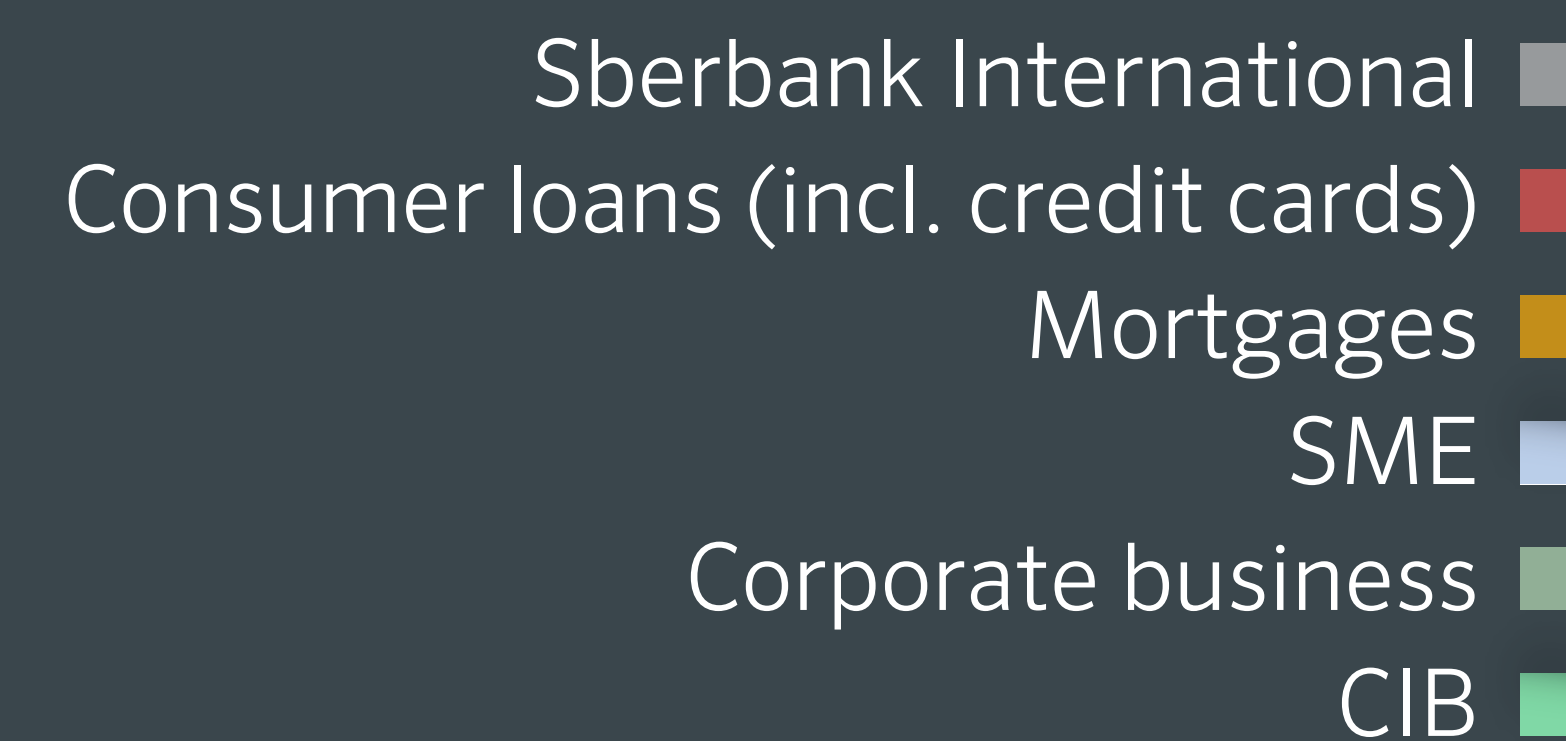 Sberbank International
Consumer loans (incl. credit cards)
Mortgages
SME
Corporate business
CIB